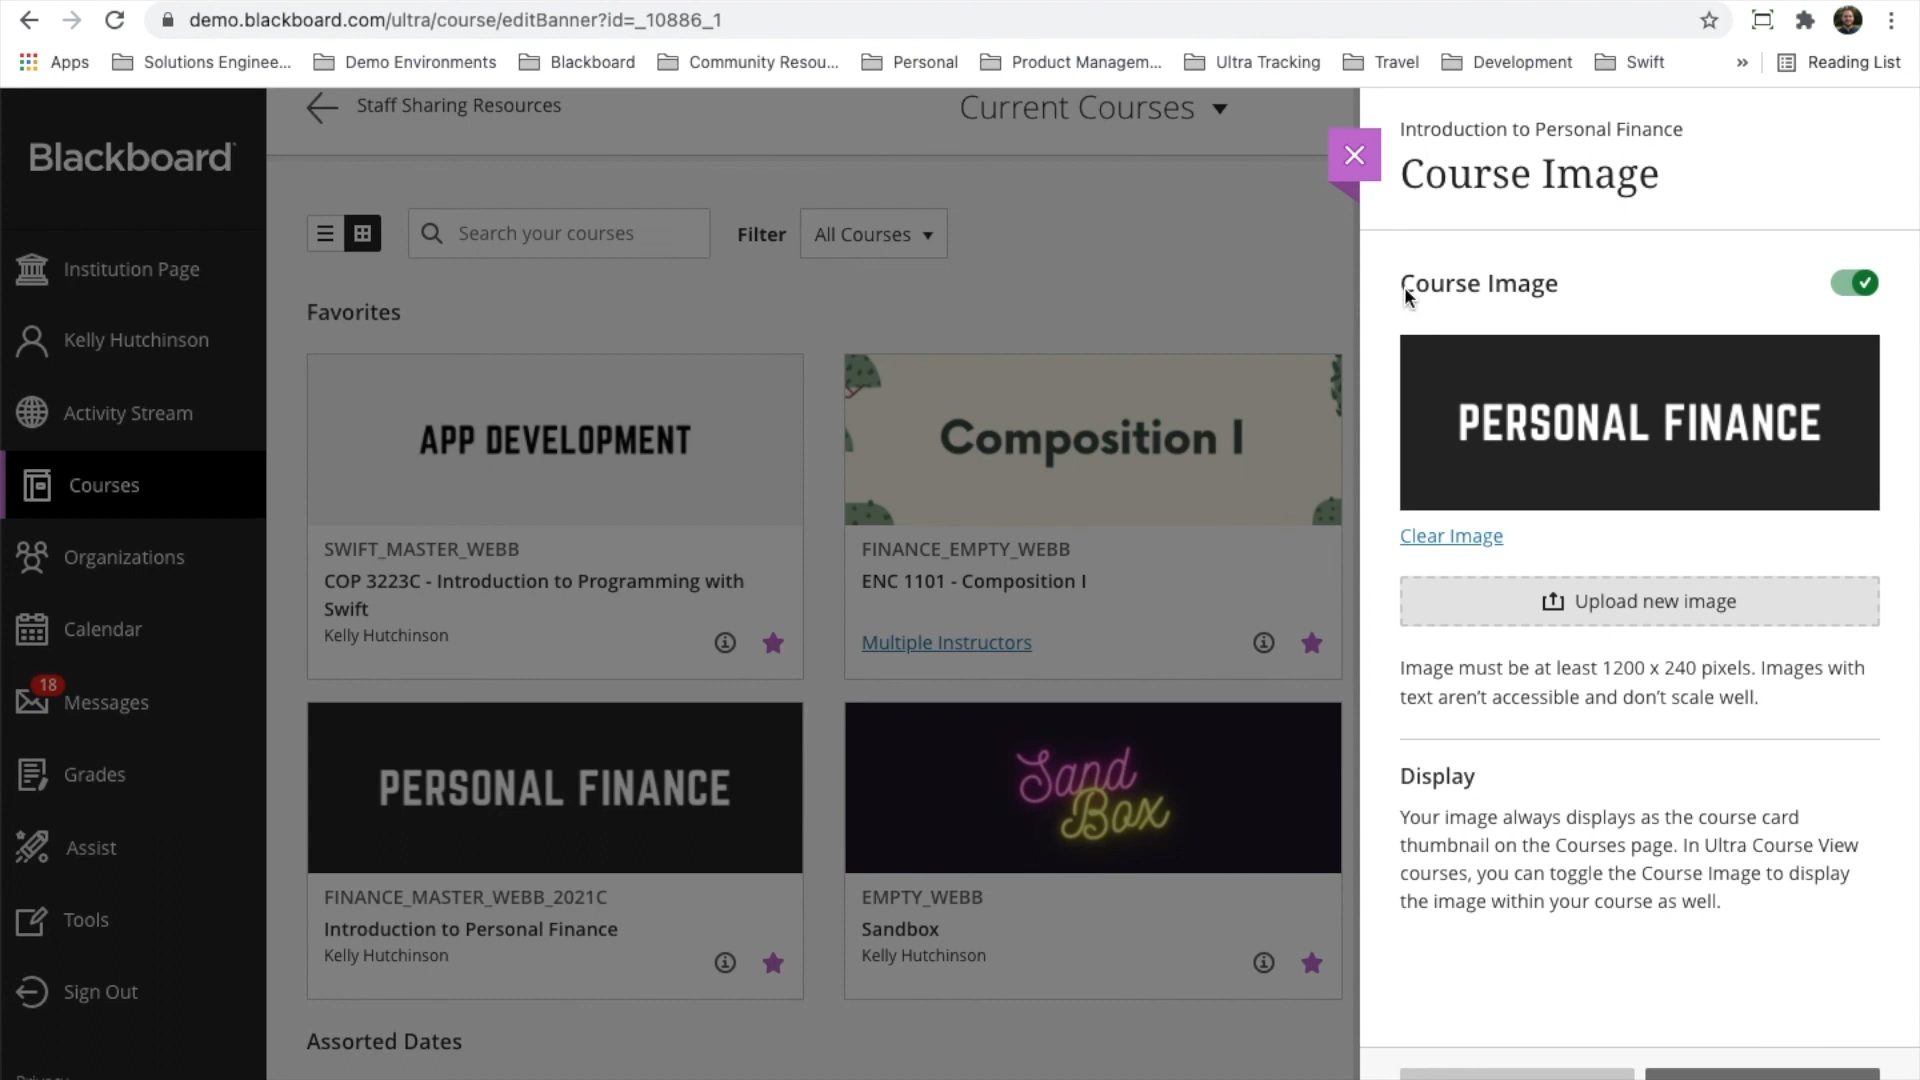 demo.blackboard.com/ultra/course/editBanner?id=_10886_1
Apps
Solutions Enginee...
Demo Environments
Blackboard
Community Resou...
Personal
Product Managem...
Ultra Tracking
Travel
Development
Swift
»
Reading List
Blackboard
Institution Page
Kelly Hutchinson
Activity Stream
Courses
Organizations
Calendar
18
Messages
Grades
Assist
Tools
Sign Out
Privacy
Staff Sharing Resources
Current Courses
Search your courses
Filter
All Courses
Favorites
APP DEVELOPMENT
SWIFT_MASTER_WEBB
COP 3223C - Introduction to Programming with
Swift
Kelly Hutchinson
Composition I
FINANCE_EMPTY_WEBB
ENC 1101 - Composition I
Multiple Instructors
PERSONAL FINANCE
FINANCE_MASTER_WEBB_2021C
Introduction to Personal Finance
Kelly Hutchinson
Sand
Box
EMPTY_WEBB
Sandbox
Kelly Hutchinson
Assorted Dates
Introduction to Personal Finance
Course Image
Course Image
PERSONAL FINANCE
Clear Image
Upload new image
Image must be at least 1200 x 240 pixels. Images with
text aren’t accessible and don’t scale well.
Display
Your image always displays as the course card
thumbnail on the Courses page. In Ultra Course View
courses, you can toggle the Course Image to display
the image within your course as well.